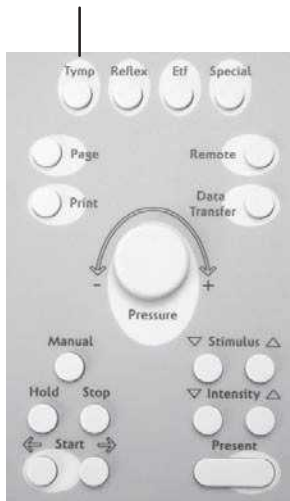 Tymp Reflex Etf Special
Page Remote
Print Data
Transfer
- +
Pressure
Manual ▽ Stimulus △
Hold Stop ▽ Intensity △
⇦ Start ⇨ Present